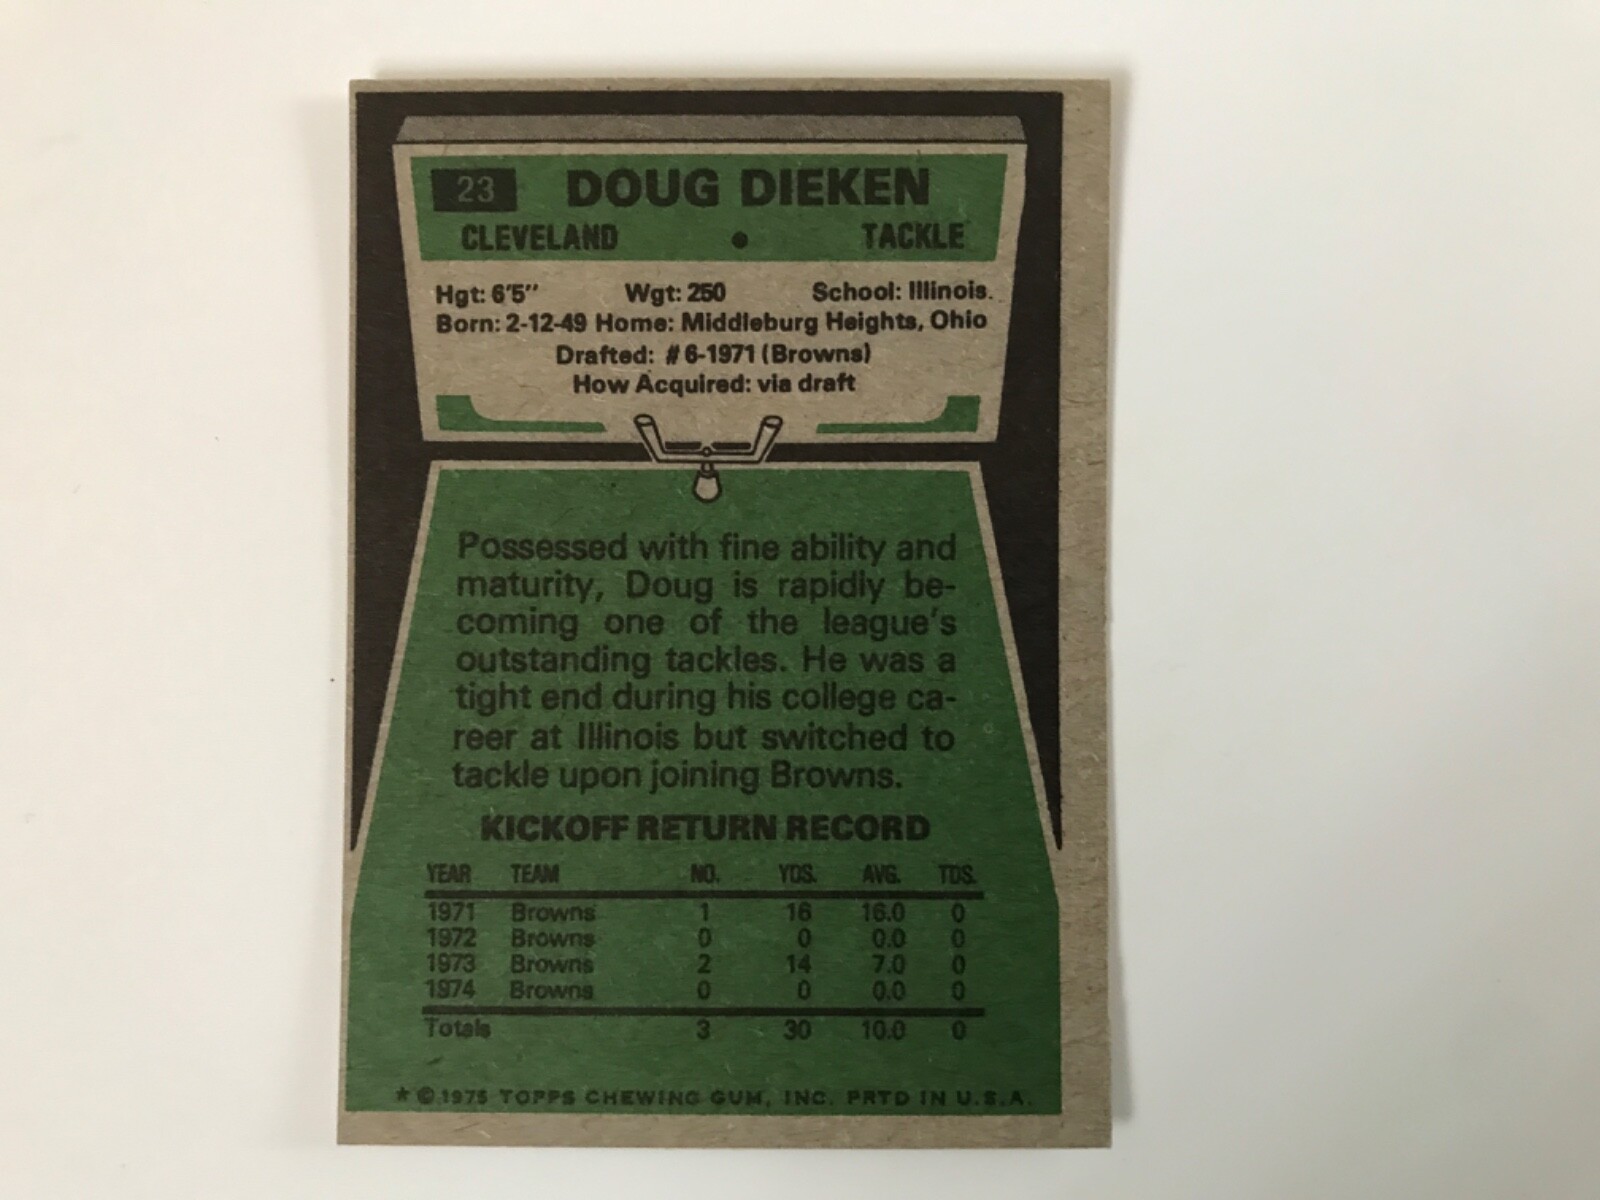 23 DOUG DIEKEN
CLEVELAND • TACKLE
Hgt: 6'5" Wgt: 250 School: Illinois.
Born: 2-12-49 Home: Middleburg Heights, Ohio
Drafted: #6-1971 (Browns)
How Acquired: via draft
Possessed with fine ability and
maturity, Doug is rapidly be-
coming one of the league's
outstanding tackles. He was a
tight end during his college ca-
reer at Illinois but switched to
tackle upon joining Browns.
KICKOFF RETURN RECORD
YEAR TEAM NO. YDS. AVG. TDS.
1971 Browns 1 16 16.0 0
1972 Browns 0 0 0.0 0
1973 Browns 2 14 7.0 0
1974 Browns 0 0 0.0 0
Totals 3 30 10.0 0
* © 1975 TOPPS CHEWING GUM, INC. PRTD IN U.S.A.